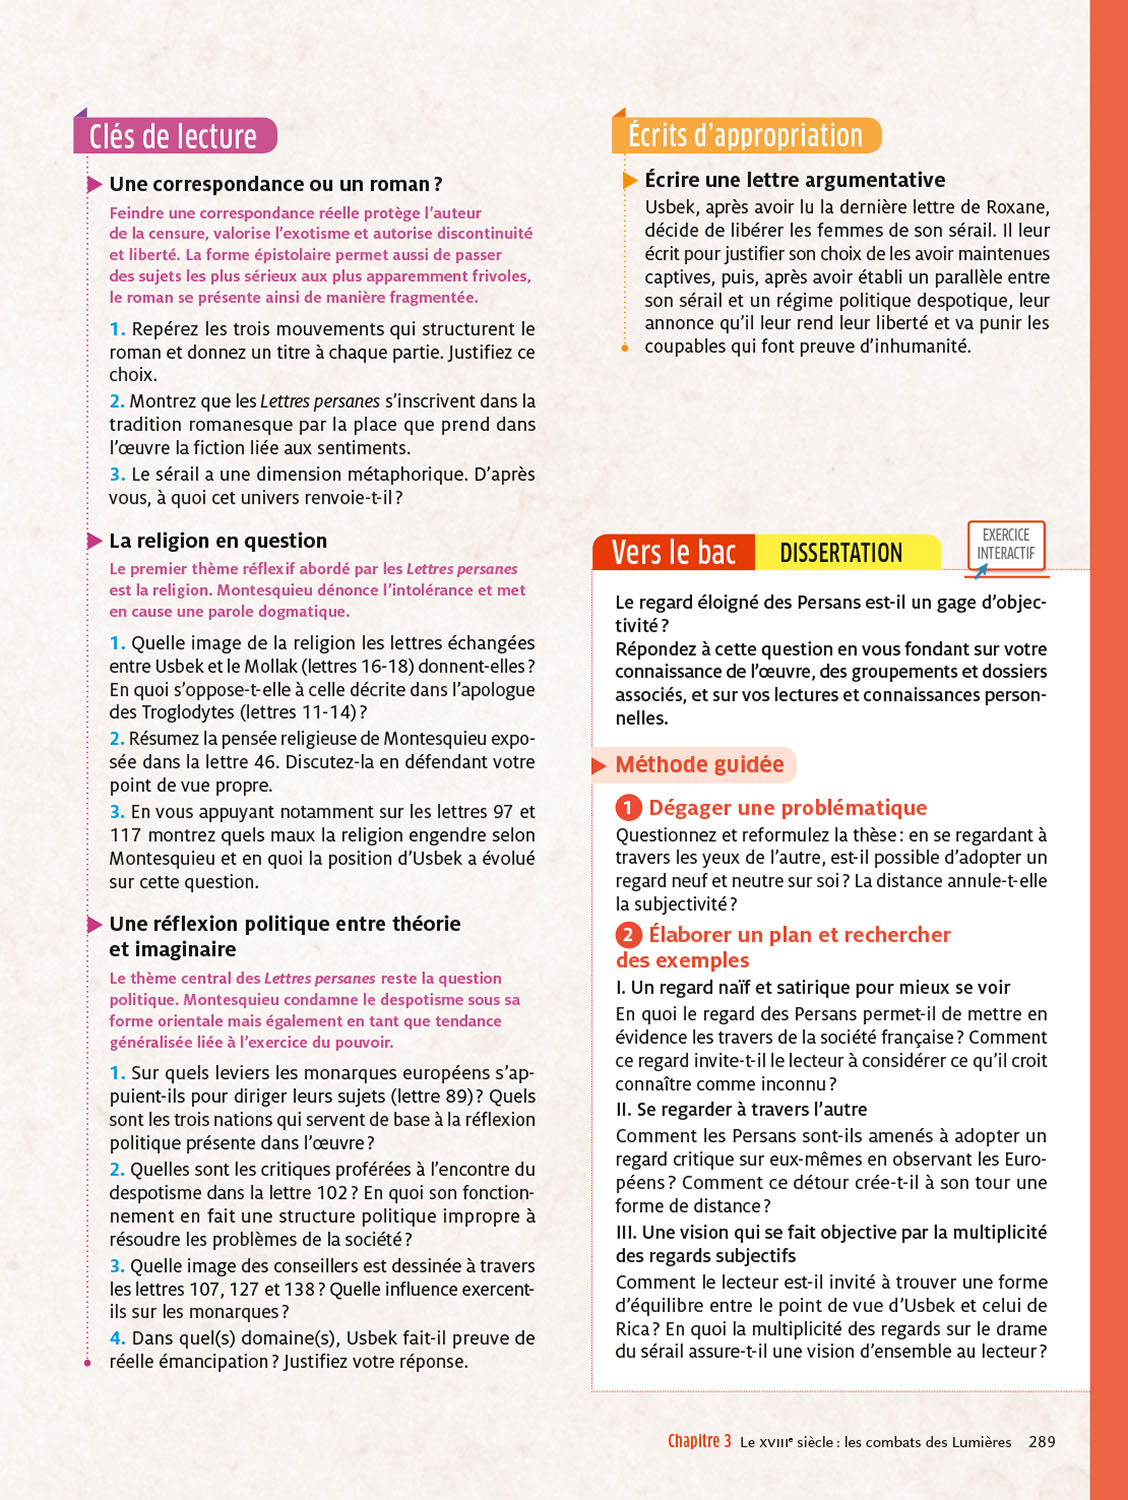 Clés de lecture
Une correspondance ou un roman ?
Feindre une correspondance réelle protège l'auteur
de la censure, valorise l'exotisme et autorise discontinuité
et liberté. La forme épistolaire permet aussi de passer
des sujets les plus sérieux aux plus apparemment frivoles,
le roman se présente ainsi de manière fragmentée.
1. Repérez les trois mouvements qui structurent le
roman et donnez un titre à chaque partie. Justifiez ce
choix.
2. Montrez que les Lettres persanes s'inscrivent dans la
tradition romanesque par la place que prend dans
l'œuvre la fiction liée aux sentiments.
3. Le sérail a une dimension métaphorique. D'après
vous, à quoi cet univers renvoie-t-il ?
La religion en question
Le premier thème réflexif abordé par les Lettres persanes
est la religion. Montesquieu dénonce l'intolérance et met
en cause une parole dogmatique.
1. Quelle image de la religion les lettres échangées
entre Usbek et le Mollak (lettres 16-18) donnent-elles ?
En quoi s'oppose-t-elle à celle décrite dans l'apologue
des Troglodytes (lettres 11-14) ?
2. Résumez la pensée religieuse de Montesquieu expo-
sée dans la lettre 46. Discutez-la en défendant votre
point de vue propre.
3. En vous appuyant notamment sur les lettres 97 et
117 montrez quels maux la religion engendre selon
Montesquieu et en quoi la position d'Usbek a évolué
sur cette question.
Une réflexion politique entre théorie
et imaginaire
Le thème central des Lettres persanes reste la question
politique. Montesquieu condamne le despotisme sous sa
forme orientale mais également en tant que tendance
généralisée liée à l'exercice du pouvoir.
1. Sur quels leviers les monarques européens s'ap-
puient-ils pour diriger leurs sujets (lettre 89) ? Quels
sont les trois nations qui servent de base à la réflexion
politique présente dans l'œuvre ?
2. Quelles sont les critiques proférées à l'encontre du
despotisme dans la lettre 102 ? En quoi son fonction-
nement en fait une structure politique impropre à
résoudre les problèmes de la société ?
3. Quelle image des conseillers est dessinée à travers
les lettres 107, 127 et 138 ? Quelle influence exercent-
ils sur les monarques ?
4. Dans quel(s) domaine(s), Usbek fait-il preuve de
réelle émancipation ? Justifiez votre réponse.
Écrits d'appropriation
Écrire une lettre argumentative
Usbek, après avoir lu la dernière lettre de Roxane,
décide de libérer les femmes de son sérail. Il leur
écrit pour justifier son choix de les avoir maintenues
captives, puis, après avoir établi un parallèle entre
son sérail et un régime politique despotique, leur
annonce qu'il leur rend leur liberté et va punir les
coupables qui font preuve d'inhumanité.
Vers le bac DISSERTATION
EXERCICE
INTERACTIF
Le regard éloigné des Persans est-il un gage d'objec-
tivité ?
Répondez à cette question en vous fondant sur votre
connaissance de l'œuvre, des groupements et dossiers
associés, et sur vos lectures et connaissances person-
nelles.
Méthode guidée
1 Dégager une problématique
Questionnez et reformulez la thèse : en se regardant à
travers les yeux de l'autre, est-il possible d'adopter un
regard neuf et neutre sur soi ? La distance annule-t-elle
la subjectivité ?
2 Élaborer un plan et rechercher
des exemples
I. Un regard naïf et satirique pour mieux se voir
En quoi le regard des Persans permet-il de mettre en
évidence les travers de la société française ? Comment
ce regard invite-t-il le lecteur à considérer ce qu'il croit
connaître comme inconnu ?
II. Se regarder à travers l'autre
Comment les Persans sont-ils amenés à adopter un
regard critique sur eux-mêmes en observant les Euro-
péens ? Comment ce détour crée-t-il à son tour une
forme de distance ?
III. Une vision qui se fait objective par la multiplicité
des regards subjectifs
Comment le lecteur est-il invité à trouver une forme
d'équilibre entre le point de vue d'Usbek et celui de
Rica ? En quoi la multiplicité des regards sur le drame
du sérail assure-t-il une vision d'ensemble au lecteur ?
Chapitre 3 Le XVIIIe siècle : les combats des Lumières 289